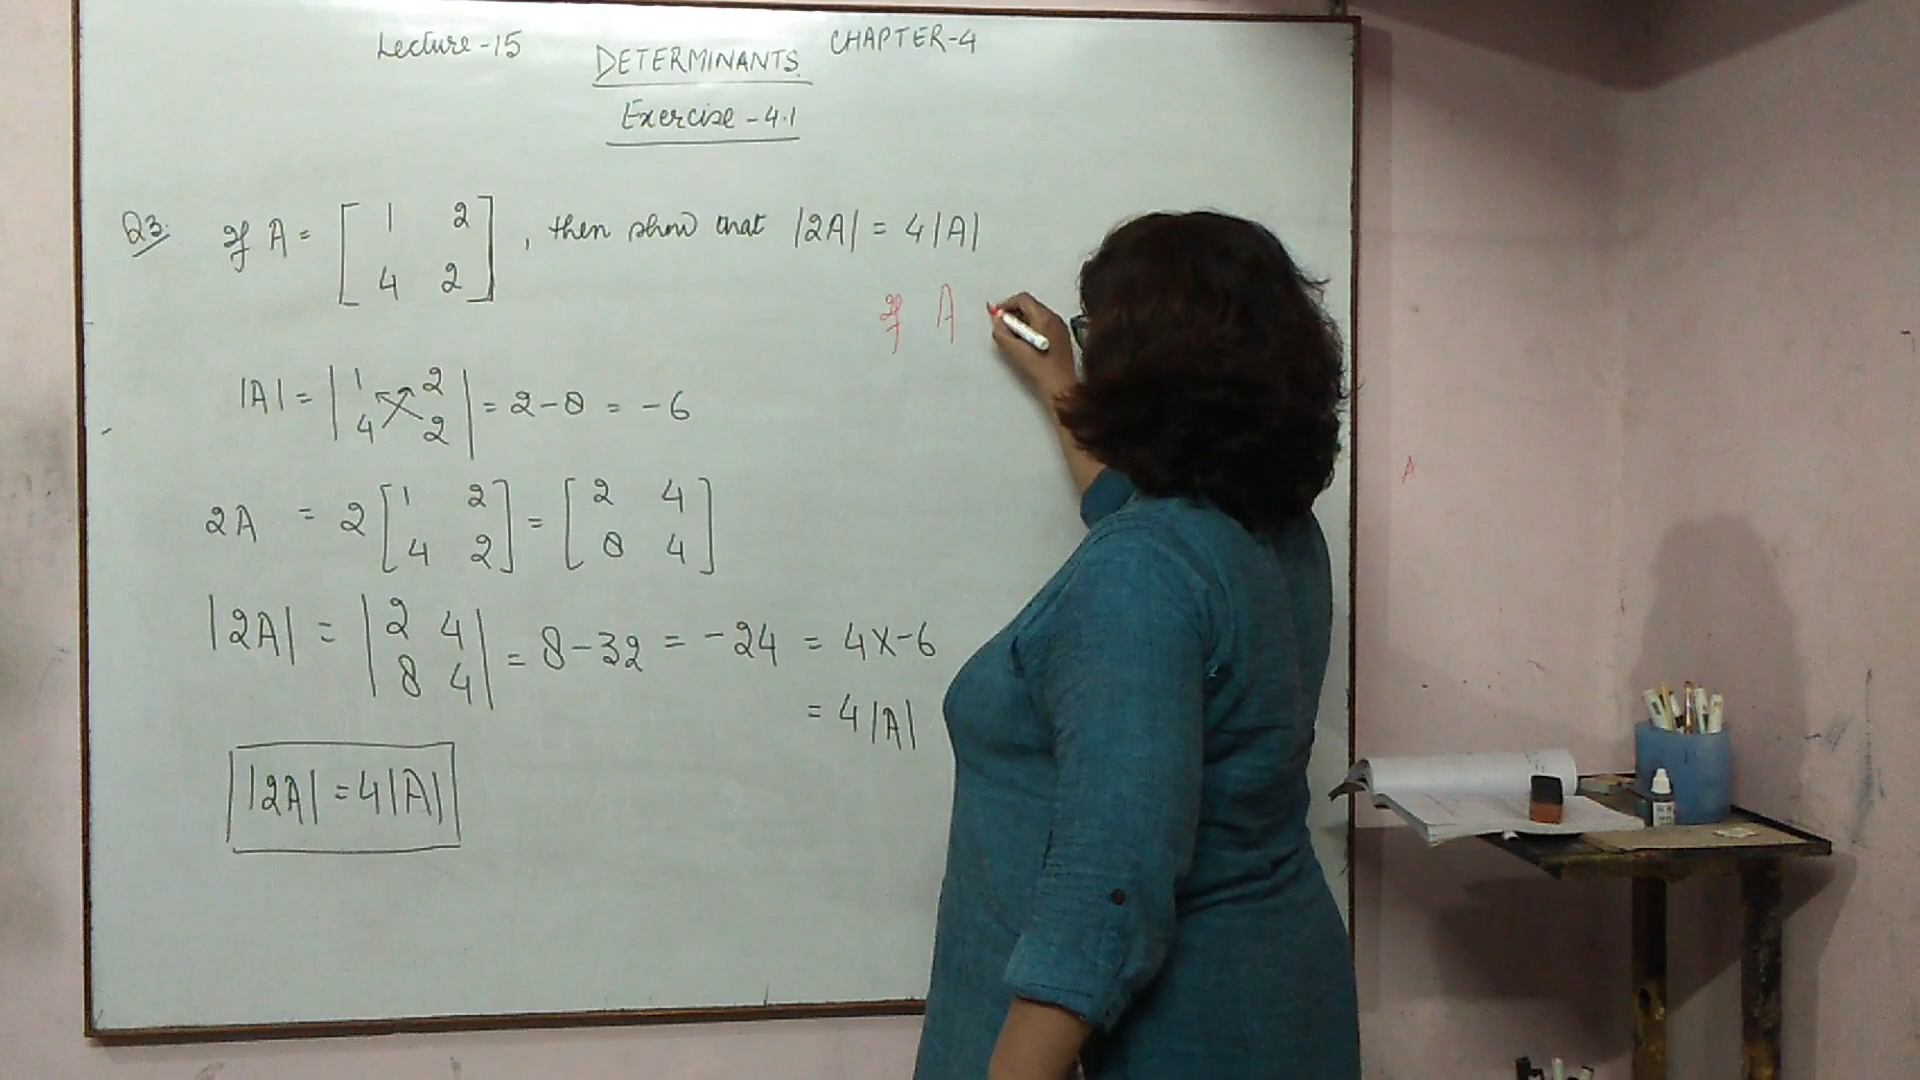 Lecture-15 DETERMINANTS CHAPTER-4
Exercise-4.1
Q3. If A = [ 1 2 ; 4 2 ] , then show that |2A| = 4|A|
If A
|A| = | 1 2 ; 4 2 | = 2-8 = -6
2A = 2 [ 1 2 ; 4 2 ] = [ 2 4 ; 8 4 ]
|2A| = | 2 4 ; 8 4 | = 8-32 = -24 = 4x-6
= 4|A|
|2A| = 4|A|
A